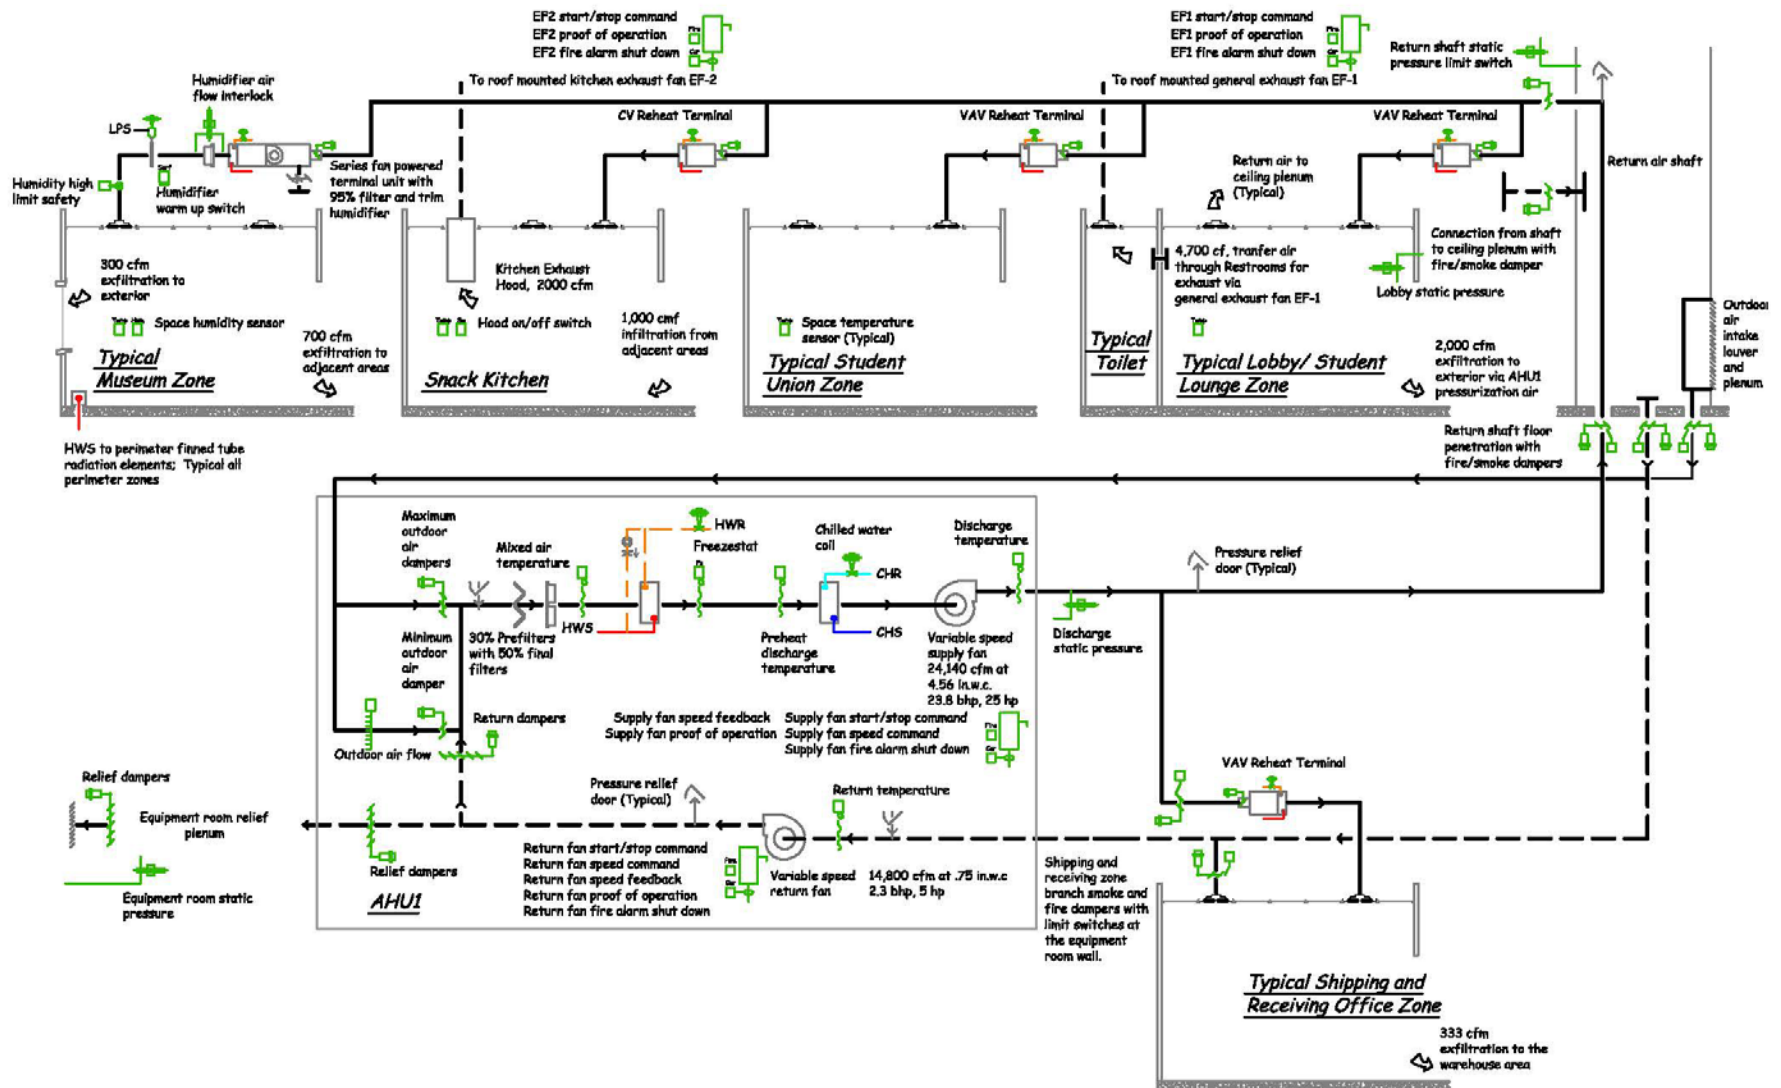 EF2 start/stop command
EF2 proof of operation
EF2 fire alarm shut down
To roof mounted kitchen exhaust fan EF-2
EF1 start/stop command
EF1 proof of operation
EF1 fire alarm shut down
To roof mounted general exhaust fan EF-1
Return shaft static
pressure limit switch
Humidifier air
flow interlock
LPS
Humidity high
limit safety
Humidifier
warm up switch
Series fan powered
terminal unit with
95% filter and trim
humidifier
CV Reheat Terminal
VAV Reheat Terminal
VAV Reheat Terminal
Return air to
ceiling plenum
(Typical)
Return air shaft
300 cfm
exfiltration to
exterior
Space humidity sensor
Typical
Museum Zone
700 cfm
exfiltration to
adjacent areas
Kitchen Exhaust
Hood, 2000 cfm
Hood on/off switch
Snack Kitchen
1,000 cmf
infiltration from
adjacent areas
Space temperature
sensor (Typical)
Typical Student
Union Zone
4,700 cf, tranfer air
through Restrooms for
exhaust via
general exhaust fan EF-1
Typical
Toilet
Typical Lobby/ Student
Lounge Zone
Connection from shaft
to ceiling plenum with
fire/smoke damper
Lobby static pressure
2,000 cfm
exfiltration to
exterior via AHU1
pressurization air
Outdoor
air
intake
louver
and
plenum
HWS to perimeter finned tube
radiation elements; Typical all
perimeter zones
Return shaft floor
penetration with
fire/smoke dampers
Maximum
outdoor
air
dampers
Mixed air
temperature
HWR
Freezestat
Chilled water
coil
CHR
Discharge
temperature
Pressure relief
door (Typical)
HWS
CHS
Minimum
outdoor
air
damper
30% Prefilters
with 50% final
filters
Preheat
discharge
temperature
Variable speed
supply fan
24,140 cfm at
4.56 in.w.c.
23.8 bhp, 25 hp
Discharge
static pressure
Return dampers
Outdoor air flow
Supply fan speed feedback
Supply fan proof of operation
Supply fan start/stop command
Supply fan speed command
Supply fan fire alarm shut down
Relief dampers
Equipment room relief
plenum
Equipment room static
pressure
Pressure relief
door (Typical)
Return temperature
VAV Reheat Terminal
Relief dampers
AHU1
Return fan start/stop command
Return fan speed command
Return fan speed feedback
Return fan proof of operation
Return fan fire alarm shut down
Variable speed
return fan
14,800 cfm at .75 in.w.c
2.3 bhp, 5 hp
Shipping and
receiving zone
branch smoke and
fire dampers with
limit switches at
the equipment
room wall.
Typical Shipping and
Receiving Office Zone
333 cfm
exfiltration to the
warehouse area